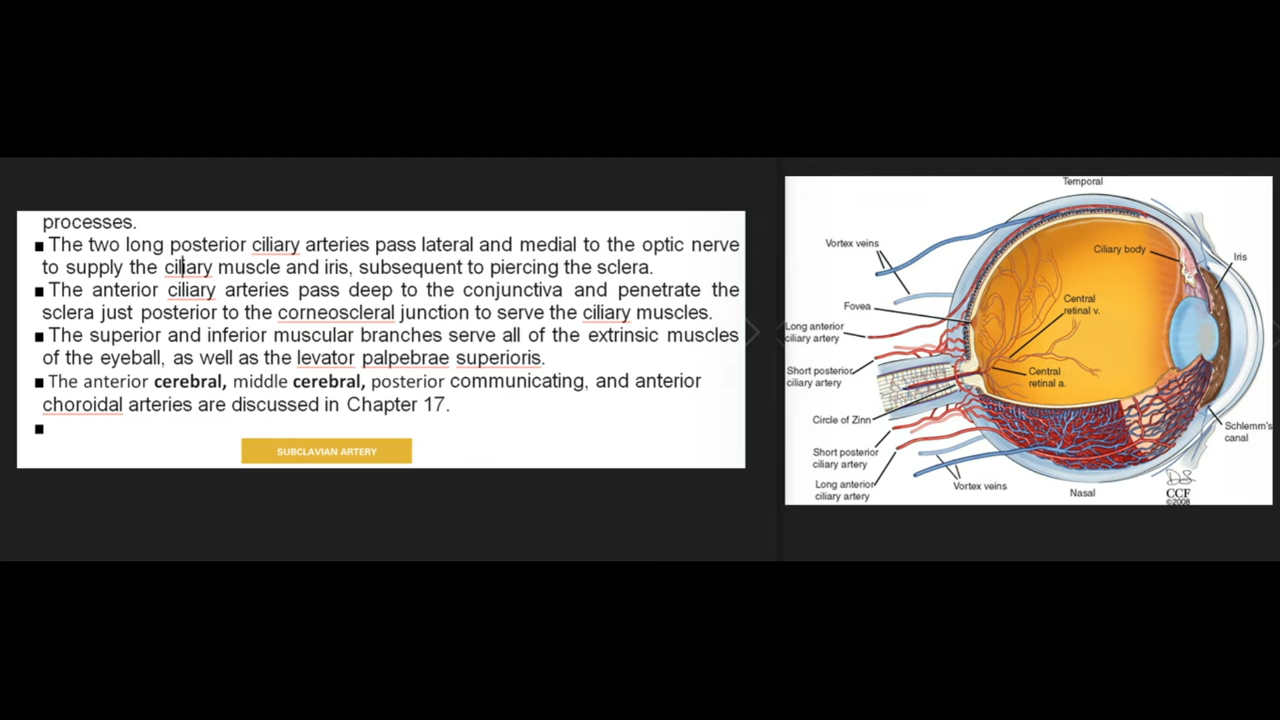 processes.
■ The two long posterior ciliary arteries pass lateral and medial to the optic nerve
to supply the ciliary muscle and iris, subsequent to piercing the sclera.
■ The anterior ciliary arteries pass deep to the conjunctiva and penetrate the
sclera just posterior to the corneoscleral junction to serve the ciliary muscles.
■ The superior and inferior muscular branches serve all of the extrinsic muscles
of the eyeball, as well as the levator palpebrae superioris.
■ The anterior cerebral, middle cerebral, posterior communicating, and anterior
choroidal arteries are discussed in Chapter 17.
■
SUBCLAVIAN ARTERY
Temporal
Vortex veins
Ciliary body
Iris
Fovea
Central
retinal v.
Long anterior
ciliary artery
Short posterior
ciliary artery
Central
retinal a.
Circle of Zinn
Schlemm's
canal
Short posterior
ciliary artery
Long anterior
ciliary artery
Vortex veins
Nasal
CCF
©2008